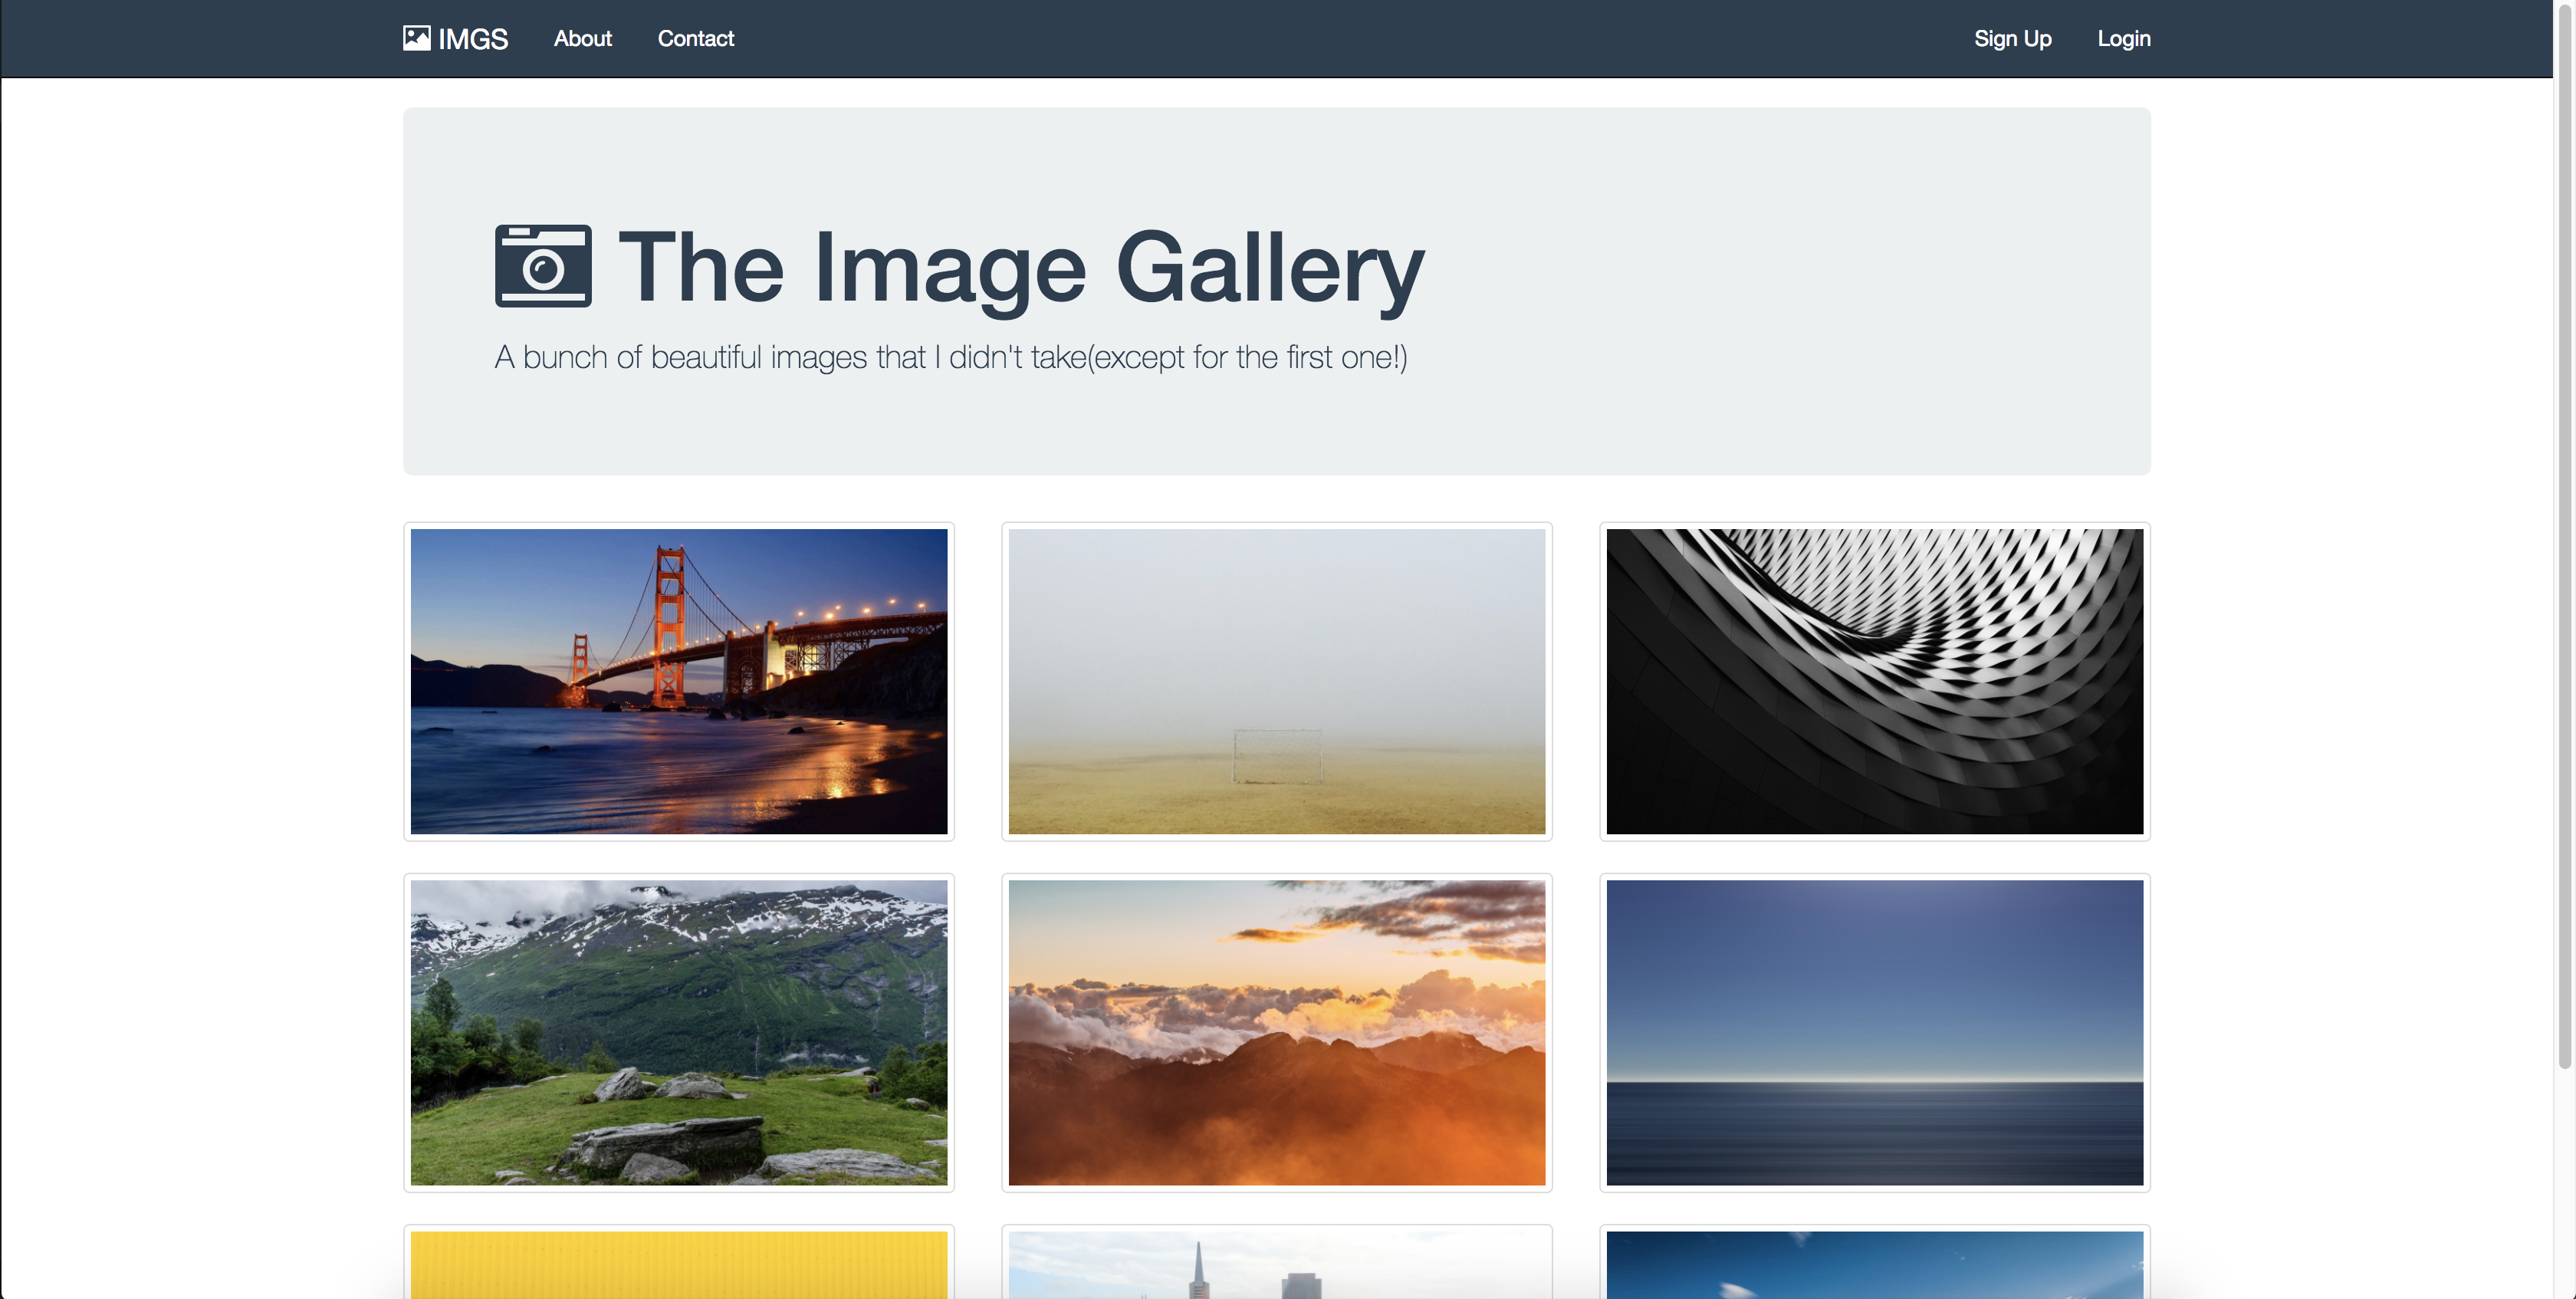 IMGS About Contact Sign Up Login
The Image Gallery
A bunch of beautiful images that I didn't take(except for the first one!)